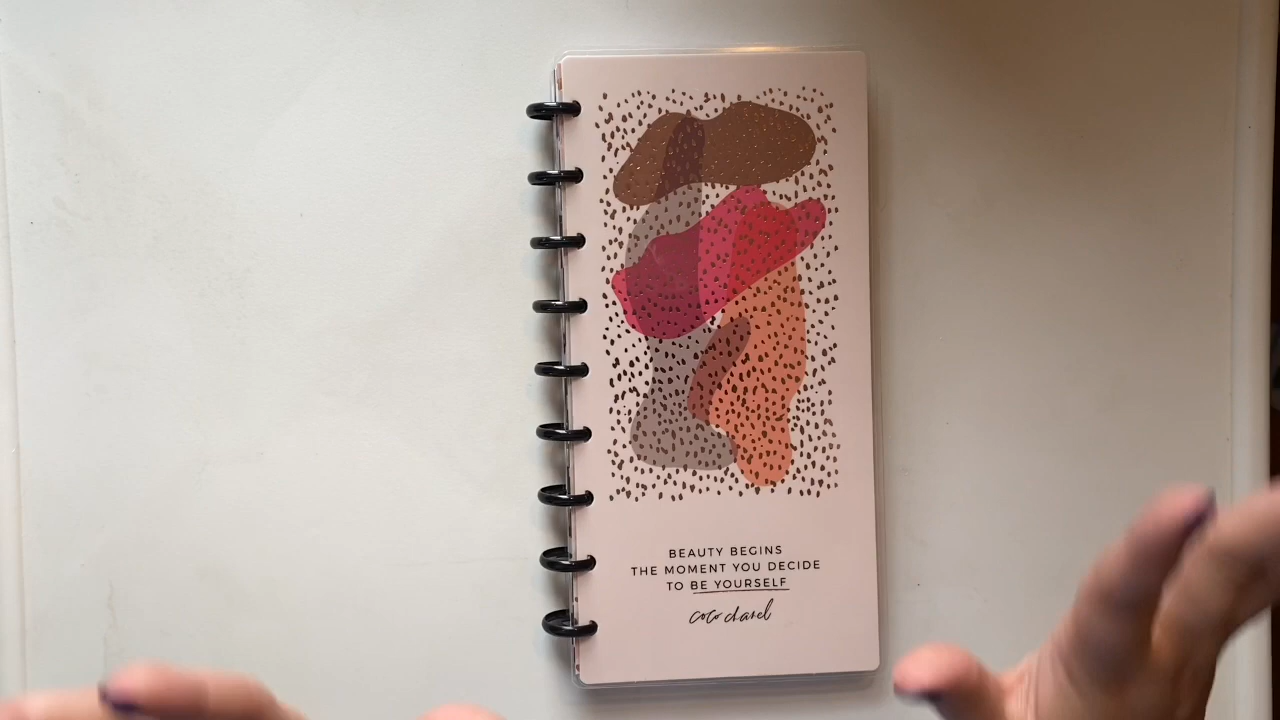 BEAUTY BEGINS
THE MOMENT YOU DECIDE
TO BE YOURSELF
coco chanel